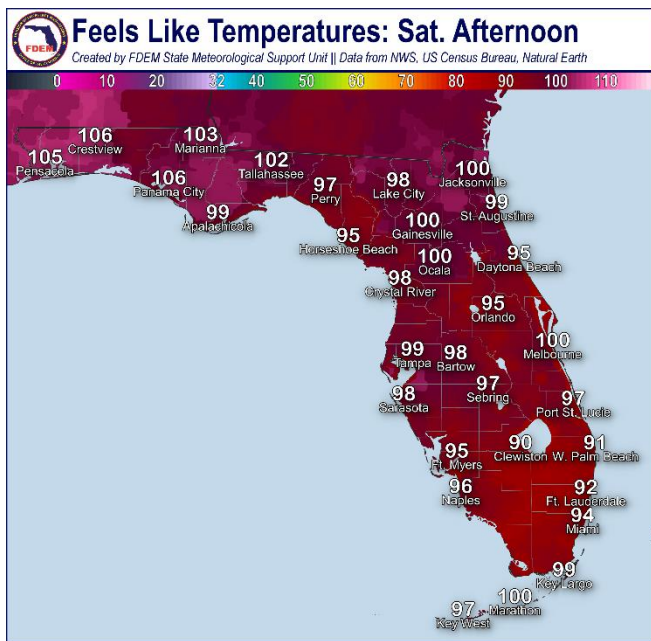 FDEM
Feels Like Temperatures: Sat. Afternoon
Created by FDEM State Meteorological Support Unit || Data from NWS, US Census Bureau, Natural Earth
0 20 32 40 50 60 70 80 90 100 110
106
Crestview
103
Marianna
105
Pensacola
106
Panama City
102
Tallahassee
99
Apalachicola
97
Perry
98
Lake City
100
Jacksonville
99
St. Augustine
100
Gainesville
95
Horseshoe Beach
100
Ocala
95
Daytona Beach
98
Crystal River
95
Orlando
99
Tampa
98
Bartow
100
Melbourne
98
Sarasota
97
Sebring
97
Port St. Lucie
95
Ft. Myers
90
Clewiston
91
W. Palm Beach
96
Naples
92
Ft. Lauderdale
94
Miami
99
Key Largo
100
Marathon
97
Key West